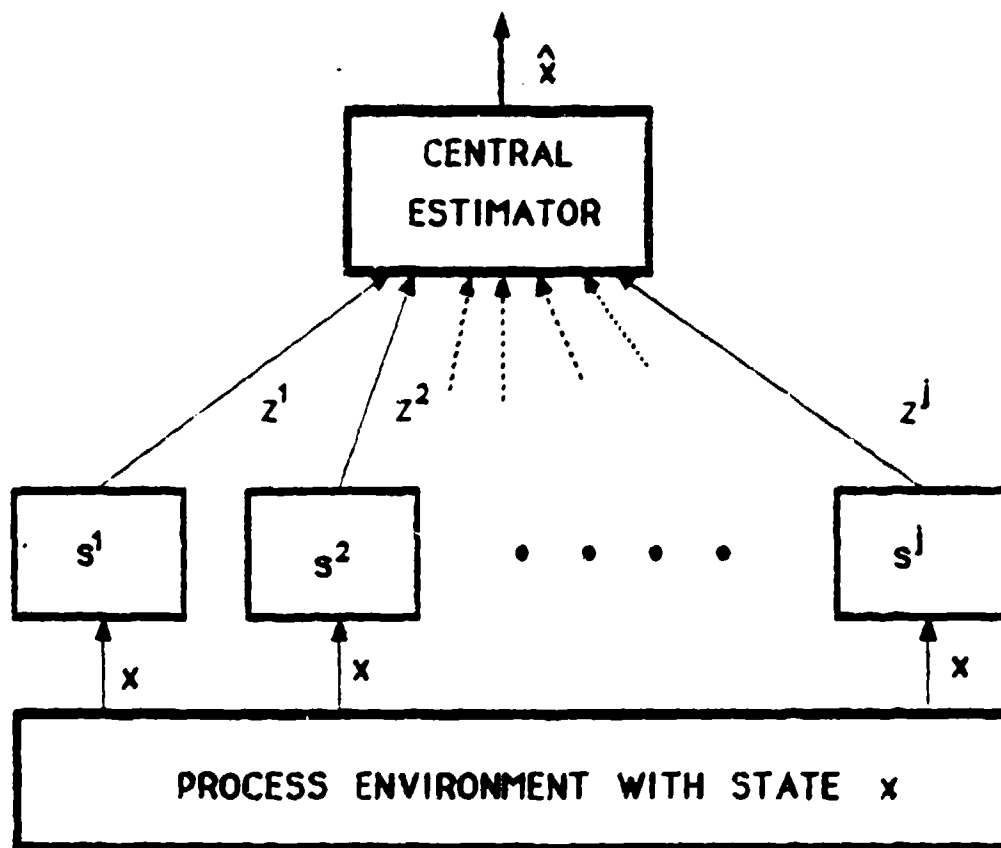 x̂
CENTRAL
ESTIMATOR
z¹ z² zʲ
s¹ s² sʲ
x x x
PROCESS ENVIRONMENT WITH STATE x